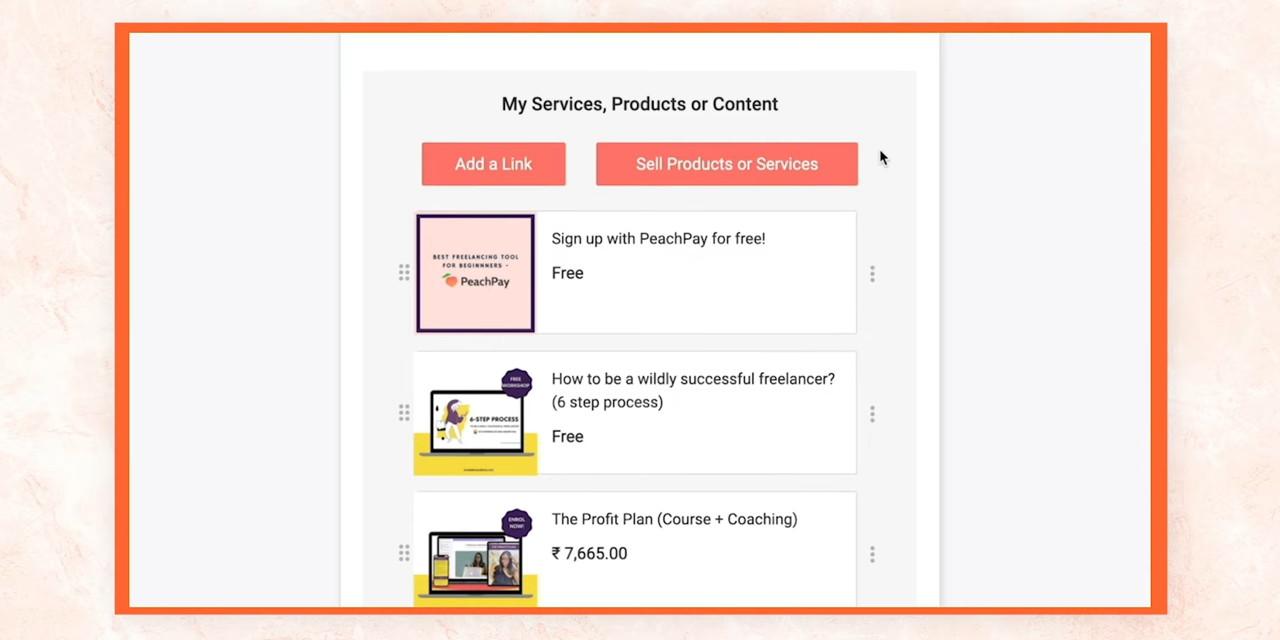 My Services, Products or Content
Add a Link
Sell Products or Services
BEST FREELANCING TOOL
FOR BEGINNNERS -
PeachPay
Sign up with PeachPay for free!
Free
FREE
WORKSHOP
6-STEP PROCESS
How to be a wildly successful freelancer?
(6 step process)
Free
ENROL
NOW!
The Profit Plan (Course + Coaching)
₹ 7,665.00